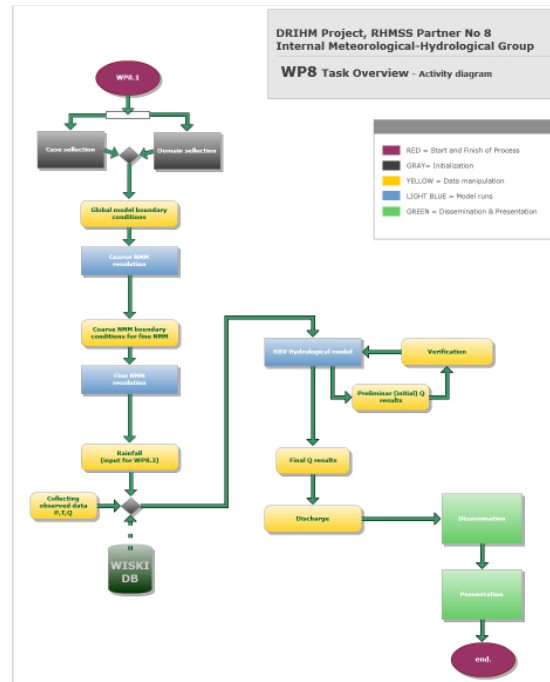 DRIHM Project, RHMSS Partner No 8
Internal Meteorological-Hydrological Group
WP8 Task Overview - Activity diagram
RED = Start and Finish of Process
GRAY= Initialization
YELLOW = Data manipulation
LIGHT BLUE = Model runs
GREEN = Dissemination & Presentation
WP8.1
Case sellection
Domain sellection
Global model boundary
conditions
Coarse NMM
resolution
Coarse NMM boundary
conditions for fine NMM
Fine NMM
resolution
Rainfall
(input for WP8.2)
Collecting
observed data
P,T,Q
WISKI
DB
HBV Hydrological model
Verification
Preliminar (initial) Q
results
Final Q results
Discharge
Dissemination
Presentation
end.